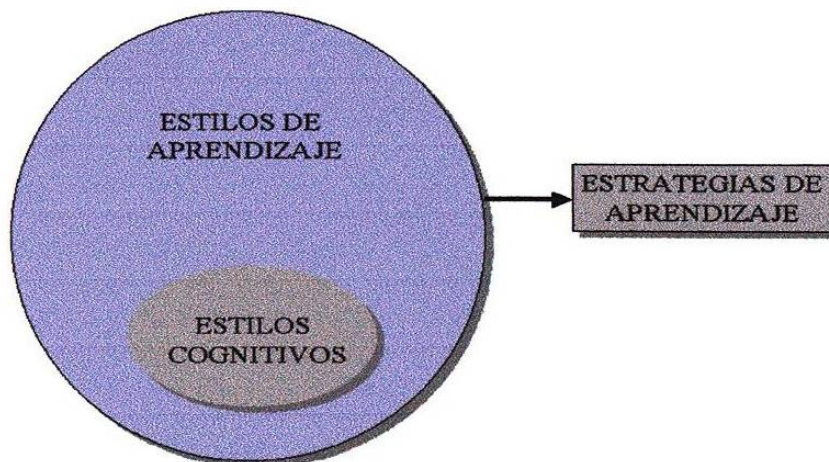 ESTILOS DE
APRENDIZAJE
ESTRATEGIAS DE
APRENDIZAJE
ESTILOS
COGNITIVOS